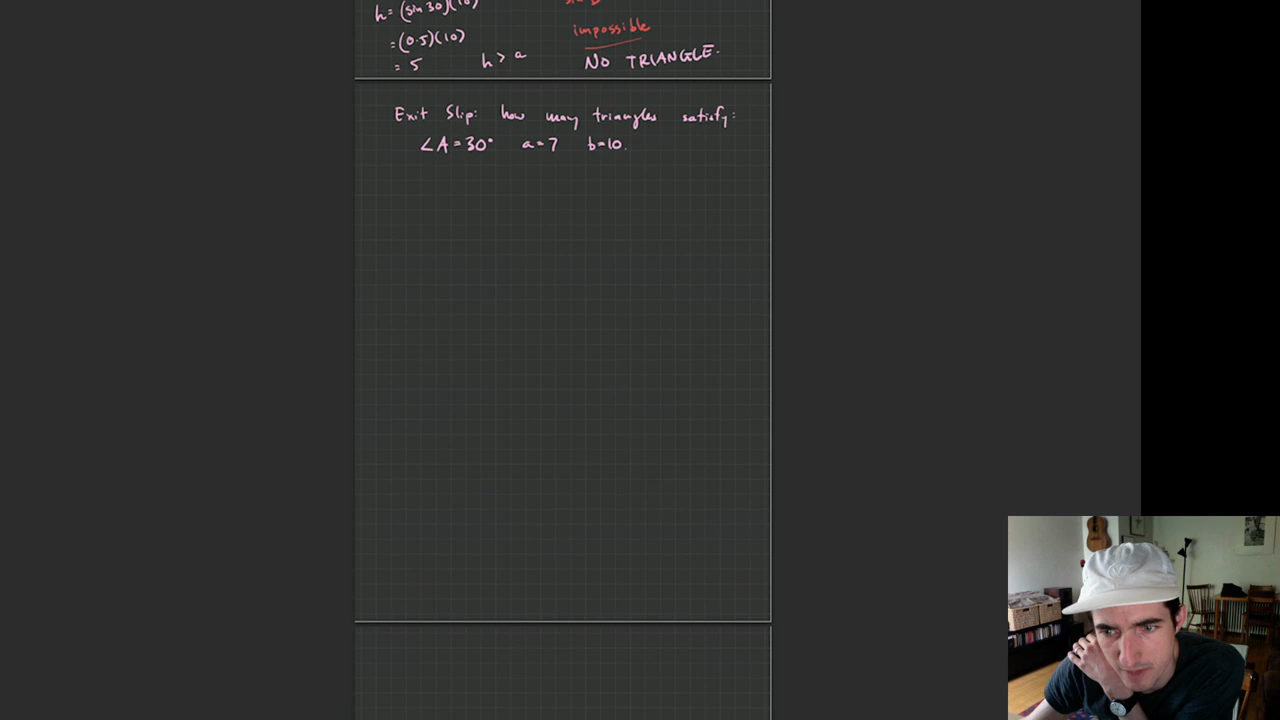 h = (sin 30)(10)
= (0.5)(10)
= 5
h > a
impossible
NO TRIANGLE.
Exit Slip: how many triangles satisfy:
∠A = 30° a = 7 b = 10.